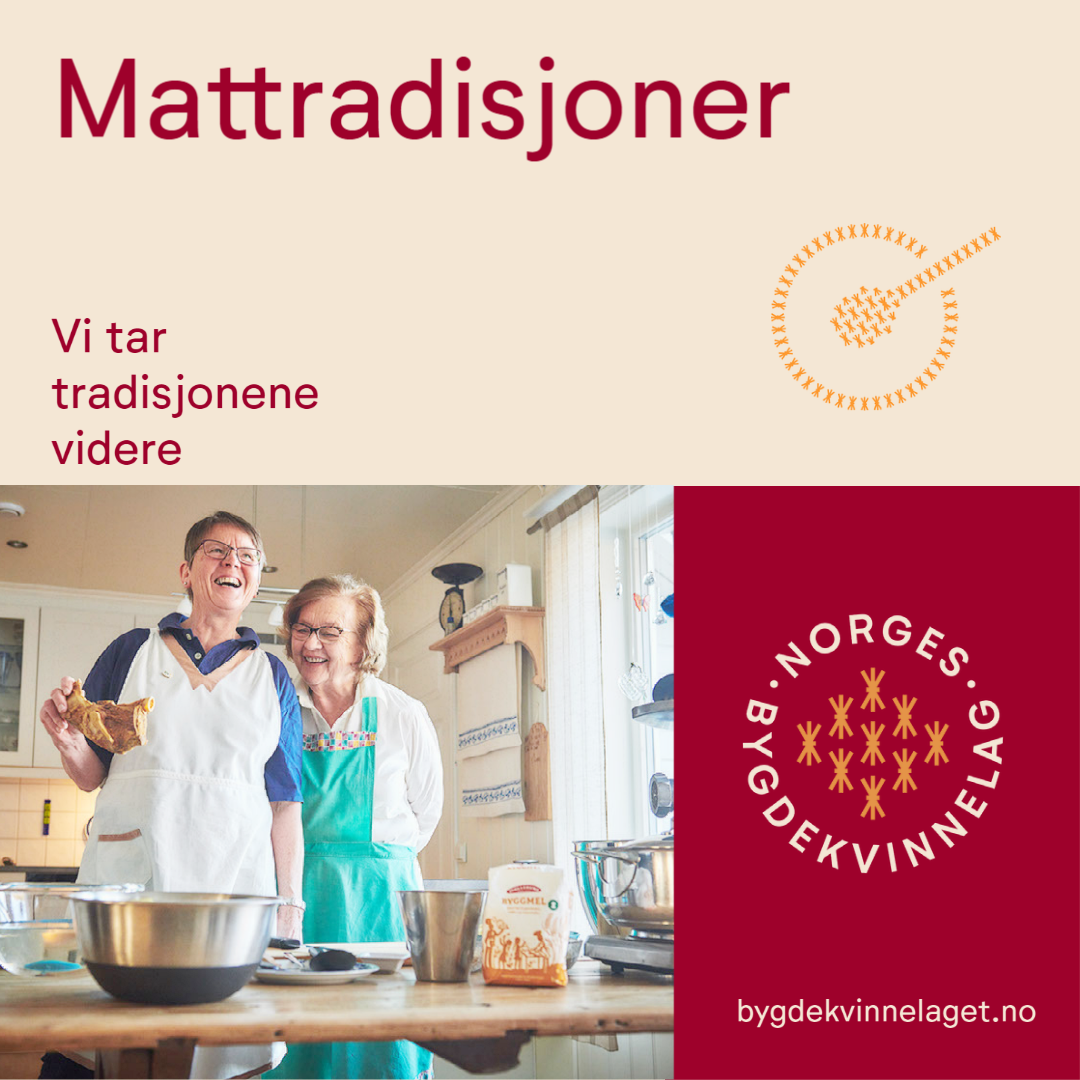 Mattradisjoner
Vi tar
tradisjonene
videre
BYGGMEL
· NORGES ·
BYGDEKVINNELAG
bygdekvinnelaget.no